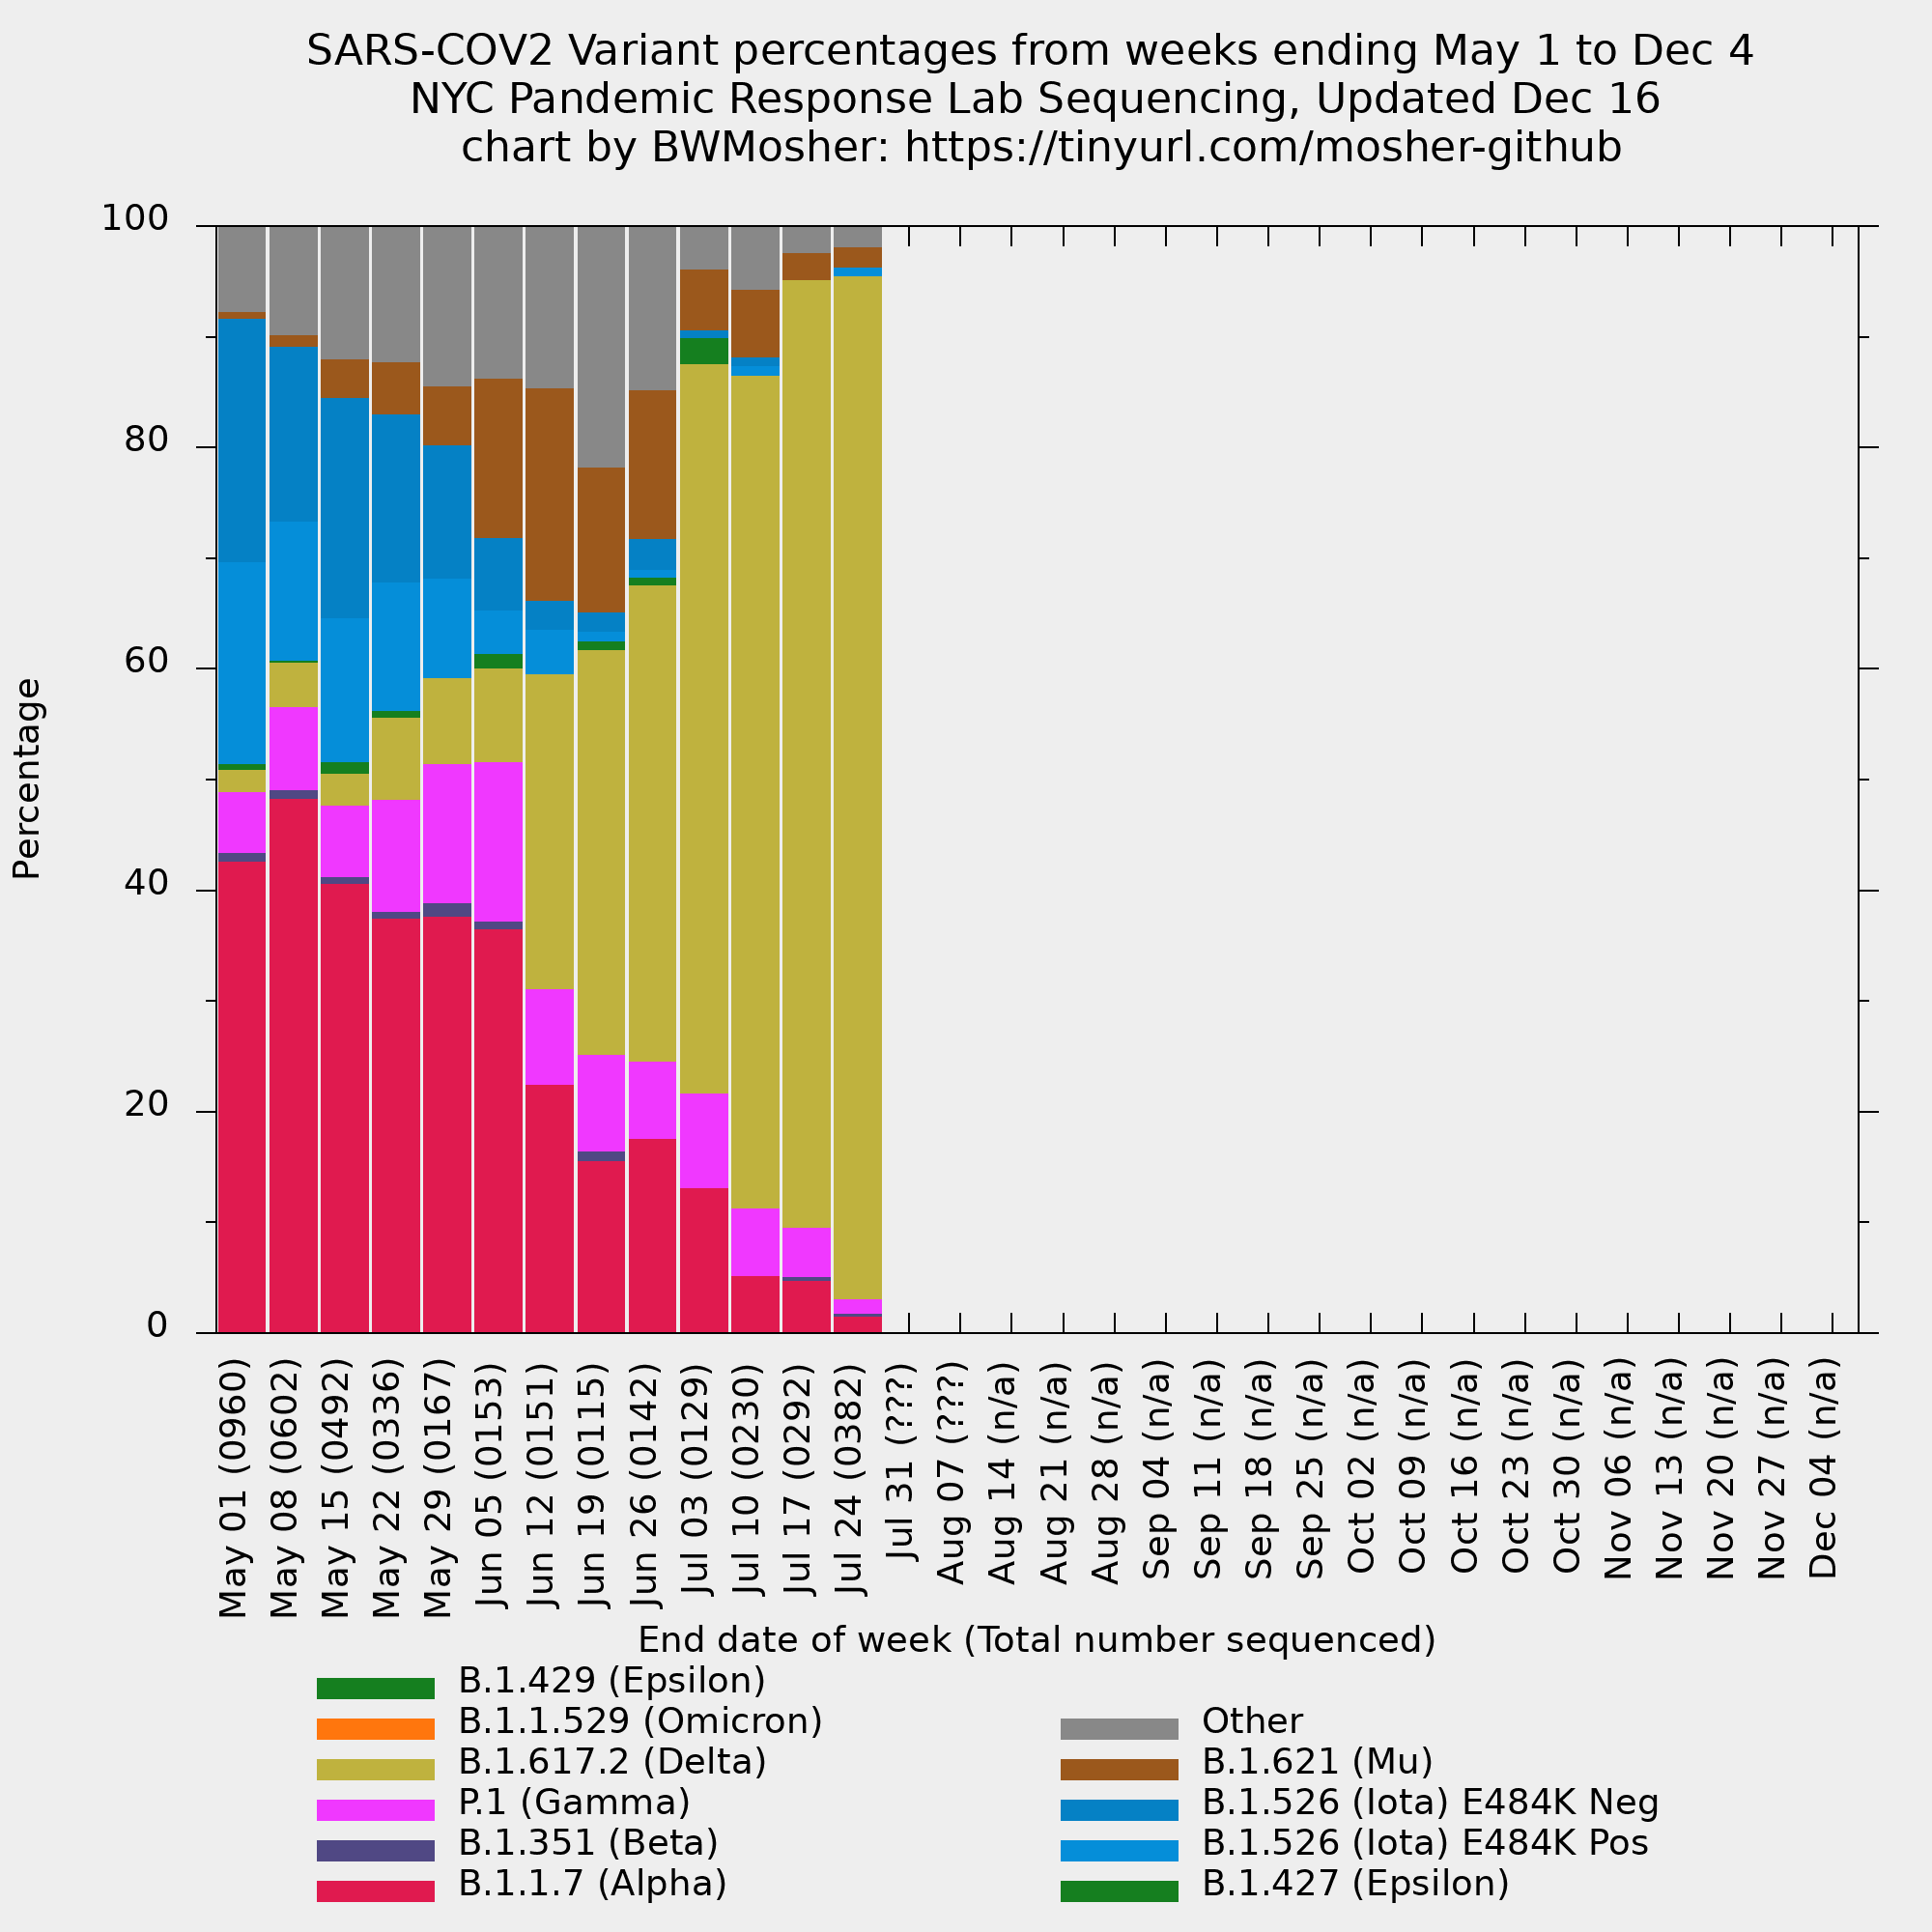 SARS-COV2 Variant percentages from weeks ending May 1 to Dec 4
NYC Pandemic Response Lab Sequencing, Updated Dec 16
chart by BWMosher: https://tinyurl.com/mosher-github
100
80
60
40
20
0
Percentage
May 01 (0960)
May 08 (0602)
May 15 (0492)
May 22 (0336)
May 29 (0167)
Jun 05 (0153)
Jun 12 (0151)
Jun 19 (0115)
Jun 26 (0142)
Jul 03 (0129)
Jul 10 (0230)
Jul 17 (0292)
Jul 24 (0382)
Jul 31 (???)
Aug 07 (???)
Aug 14 (n/a)
Aug 21 (n/a)
Aug 28 (n/a)
Sep 04 (n/a)
Sep 11 (n/a)
Sep 18 (n/a)
Sep 25 (n/a)
Oct 02 (n/a)
Oct 09 (n/a)
Oct 16 (n/a)
Oct 23 (n/a)
Oct 30 (n/a)
Nov 06 (n/a)
Nov 13 (n/a)
Nov 20 (n/a)
Nov 27 (n/a)
Dec 04 (n/a)
End date of week (Total number sequenced)
B.1.429 (Epsilon)
B.1.1.529 (Omicron)
B.1.617.2 (Delta)
P.1 (Gamma)
B.1.351 (Beta)
B.1.1.7 (Alpha)
Other
B.1.621 (Mu)
B.1.526 (Iota) E484K Neg
B.1.526 (Iota) E484K Pos
B.1.427 (Epsilon)